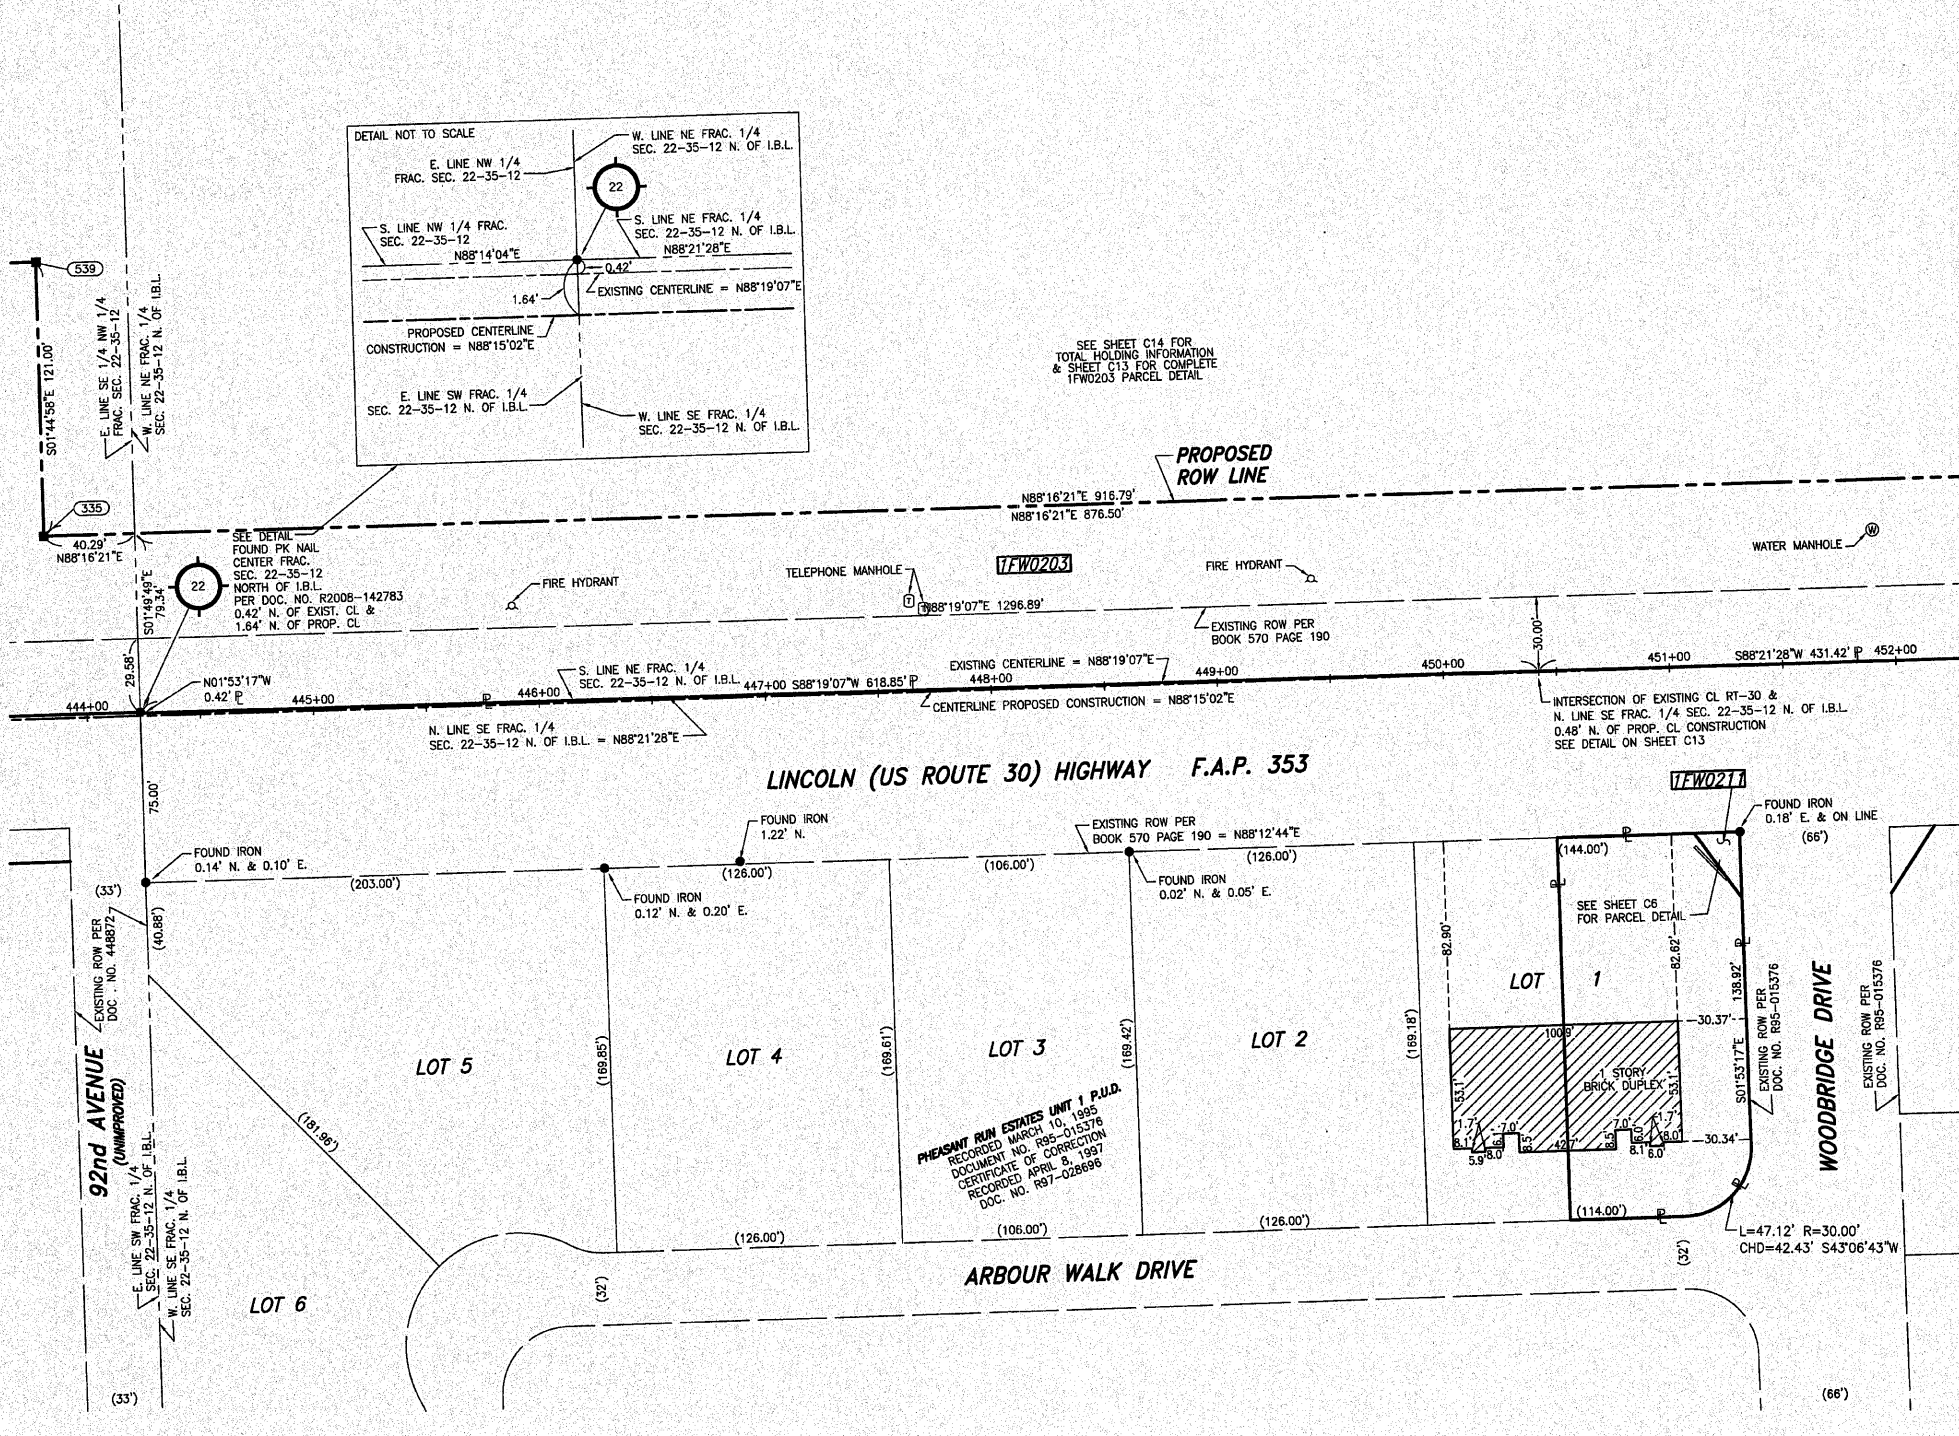 DETAIL NOT TO SCALE
W. LINE NE FRAC. 1/4
SEC. 22-35-12 N. OF I.B.L.
E. LINE NW 1/4
FRAC. SEC. 22-35-12
22
S. LINE NW 1/4 FRAC.
SEC. 22-35-12
S. LINE NE FRAC. 1/4
SEC. 22-35-12 N. OF I.B.L.
N88°14'04"E
N88°21'28"E
0.42'
1.64'
EXISTING CENTERLINE = N88°19'07"E
PROPOSED CENTERLINE
CONSTRUCTION = N88°15'02"E
E. LINE SW FRAC. 1/4
SEC. 22-35-12 N. OF I.B.L.
W. LINE SE FRAC. 1/4
SEC. 22-35-12 N. OF I.B.L.
539
S01°44'58"E 121.00'
E. LINE SE 1/4 NW 1/4
FRAC. SEC. 22-35-12
W. LINE NE FRAC. 1/4
SEC. 22-35-12 N. OF I.B.L.
335
40.29'
N88°16'21"E
SEE SHEET C14 FOR
TOTAL HOLDING INFORMATION
& SHEET C13 FOR COMPLETE
1FW0203 PARCEL DETAIL
PROPOSED
ROW LINE
N88°16'21"E 916.79'
N88°16'21"E 876.50'
SEE DETAIL
FOUND PK NAIL
CENTER FRAC.
SEC. 22-35-12
NORTH OF I.B.L.
PER DOC. NO. R2008-142783
0.42' N. OF EXIST. CL &
1.64' N. OF PROP. CL
22
S01°49'49"E
79.34'
FIRE HYDRANT
TELEPHONE MANHOLE
T
T
1FW0203
FIRE HYDRANT
WATER MANHOLE
W
N88°19'07"E 1296.89'
EXISTING ROW PER
BOOK 570 PAGE 190
30.00'
29.58'
N01°53'17"W
0.42' PL
444+00
445+00
446+00
S. LINE NE FRAC. 1/4
SEC. 22-35-12 N. OF I.B.L.
447+00
S88°19'07"W 618.85' PL
EXISTING CENTERLINE = N88°19'07"E
448+00
449+00
450+00
451+00
S88°21'28"W 431.42' PL
452+00
PL
CENTERLINE PROPOSED CONSTRUCTION = N88°15'02"E
N. LINE SE FRAC. 1/4
SEC. 22-35-12 N. OF I.B.L. = N88°21'28"E
INTERSECTION OF EXISTING CL RT-30 &
N. LINE SE FRAC. 1/4 SEC. 22-35-12 N. OF I.B.L.
0.48' N. OF PROP. CL CONSTRUCTION
SEE DETAIL ON SHEET C13
LINCOLN (US ROUTE 30) HIGHWAY F.A.P. 353
75.00'
FOUND IRON
0.14' N. & 0.10' E.
FOUND IRON
1.22' N.
EXISTING ROW PER
BOOK 570 PAGE 190 = N88°12'44"E
1FW0211
FOUND IRON
0.18' E. & ON LINE
(66')
(33')
(203.00')
FOUND IRON
0.12' N. & 0.20' E.
(126.00')
(106.00')
FOUND IRON
0.02' N. & 0.05' E.
(126.00')
(144.00')
PL
PL
SEE SHEET C6
FOR PARCEL DETAIL
(40.88')
EXISTING ROW PER
DOC . NO. 448872
82.90'
82.62'
PL
138.92'
S01°53'17"E
LOT 1
92nd AVENUE
(UNIMPROVED)
LOT 5
(169.85')
LOT 4
(169.61')
LOT 3
(169.42')
LOT 2
(169.18')
30.37'
100.9'
1 STORY
BRICK DUPLEX
53.1'
53.1'
1.7'
8.1'
5.9'
8.0'
6.1'
7.0'
8.5'
42.7'
8.5'
7.0'
6.0'
8.1'
1.7'
6.0'
8.0'
30.34'
EXISTING ROW PER
DOC. NO. R95-015376
WOODBRIDGE DRIVE
EXISTING ROW PER
DOC. NO. R95-015376
(181.96')
PHEASANT RUN ESTATES UNIT 1 P.U.D.
RECORDED MARCH 10, 1995
DOCUMENT NO. R95-015376
CERTIFICATE OF CORRECTION
RECORDED APRIL 8, 1997
DOC. NO. R97-028696
PL
(126.00')
(106.00')
(126.00')
(114.00')
PL
L=47.12' R=30.00'
CHD=42.43' S43°06'43"W
E. LINE SW FRAC. 1/4
SEC. 22-35-12 N. OF I.B.L.
W. LINE SE FRAC. 1/4
SEC. 22-35-12 N. OF I.B.L.
LOT 6
(32')
ARBOUR WALK DRIVE
(32')
(33')
(66')